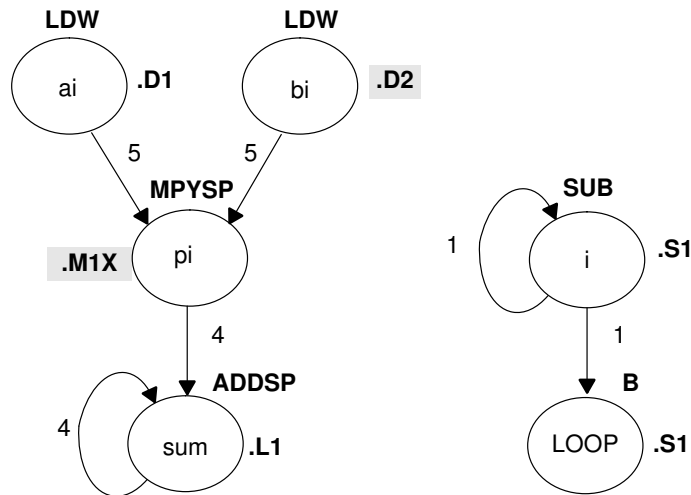 LDW LDW
ai .D1 bi .D2
5 5
MPYSP SUB
.M1X pi 1 i .S1
4 1
ADDSP B
4 sum .L1 LOOP .S1